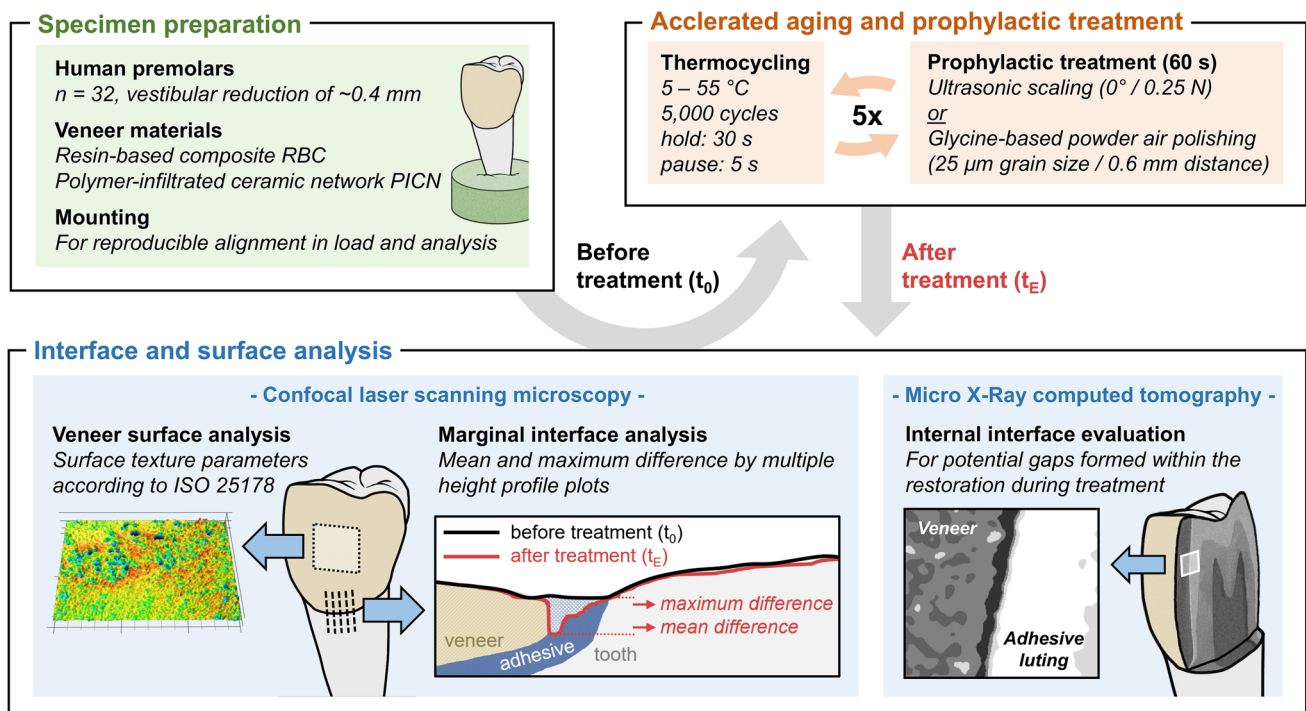 Specimen preparation
Human premolars
n = 32, vestibular reduction of ~0.4 mm
Veneer materials
Resin-based composite RBC
Polymer-infiltrated ceramic network PICN
Mounting
For reproducible alignment in load and analysis
Acclerated aging and prophylactic treatment
Thermocycling
5 – 55 °C
5,000 cycles
hold: 30 s
pause: 5 s
5x
Prophylactic treatment (60 s)
Ultrasonic scaling (0° / 0.25 N)
or
Glycine-based powder air polishing
(25 µm grain size / 0.6 mm distance)
Before
treatment (t0)
After
treatment (tE)
Interface and surface analysis
- Confocal laser scanning microscopy -
Veneer surface analysis
Surface texture parameters
according to ISO 25178
Marginal interface analysis
Mean and maximum difference by multiple
height profile plots
before treatment (t0)
after treatment (tE)
maximum difference
mean difference
veneer
adhesive
tooth
- Micro X-Ray computed tomography -
Internal interface evaluation
For potential gaps formed within the
restoration during treatment
Veneer
Adhesive
luting